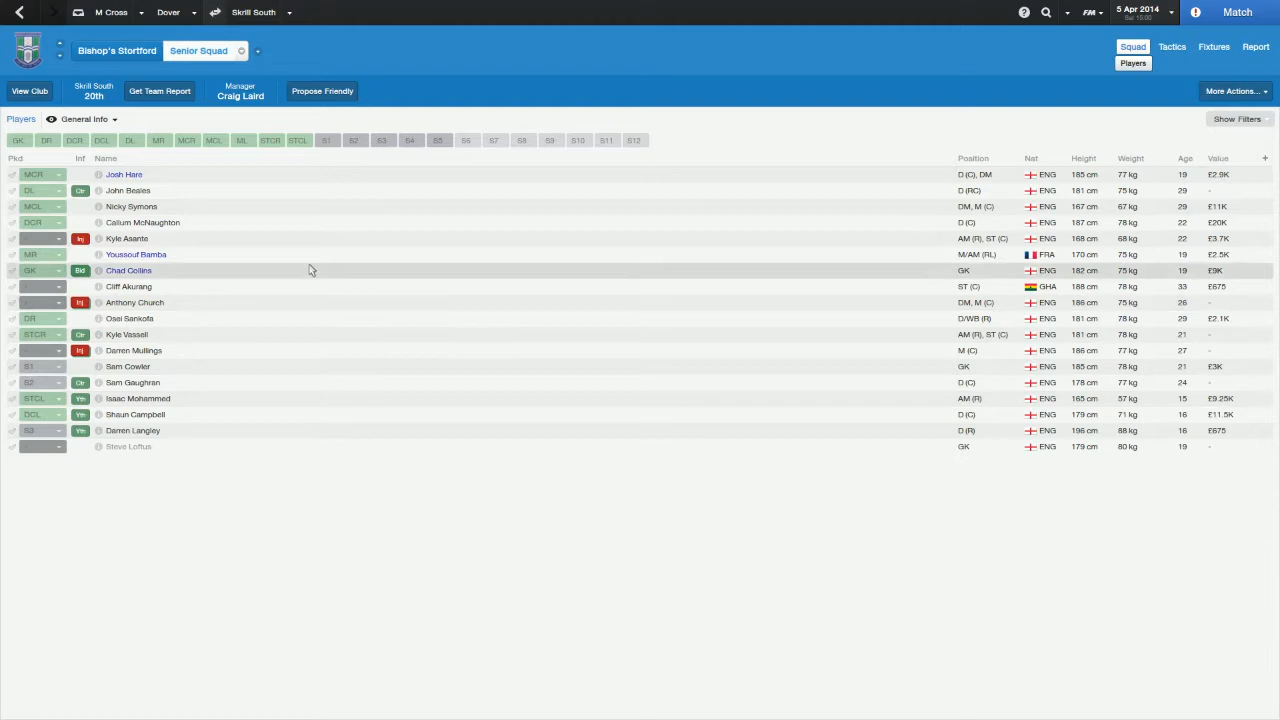 M Cross Dover Skrill South FM 5 Apr 2014 Sat 15:00 Match
Bishop's Stortford Senior Squad Squad Tactics Fixtures Report
Players
View Club Skrill South 20th Get Team Report Manager Craig Laird Propose Friendly More Actions...
Players General Info Show Filters
GK DR DCR DCL DL MR MCR MCL ML STCR STCL S1 S2 S3 S4 S5 S6 S7 S8 S9 S10 S11 S12
Pkd Inf Name Position Nat Height Weight Age Value +
MCR Josh Hare D (C), DM ENG 185 cm 77 kg 19 £2.9K
DL Ctr John Beales D (RC) ENG 181 cm 75 kg 29 -
MCL Nicky Symons DM, M (C) ENG 167 cm 67 kg 29 £11K
DCR Callum McNaughton D (C) ENG 187 cm 78 kg 22 £20K
- Inj Kyle Asante AM (R), ST (C) ENG 168 cm 68 kg 22 £3.7K
MR Youssouf Bamba M/AM (RL) FRA 170 cm 75 kg 19 £2.5K
GK Bid Chad Collins GK ENG 182 cm 75 kg 19 £9K
- Cliff Akurang ST (C) GHA 188 cm 78 kg 33 £675
- Inj Anthony Church DM, M (C) ENG 186 cm 75 kg 26 -
DR Osei Sankofa D/WB (R) ENG 181 cm 78 kg 29 £2.1K
STCR Ctr Kyle Vassell AM (R), ST (C) ENG 181 cm 78 kg 21 -
- Inj Darren Mullings M (C) ENG 186 cm 77 kg 27 -
S1 Sam Cowler GK ENG 185 cm 78 kg 21 £3K
S2 Ctr Sam Gaughran D (C) ENG 178 cm 77 kg 24 -
STCL Yth Isaac Mohammed AM (R) ENG 165 cm 57 kg 15 £9.25K
DCL Yth Shaun Campbell D (C) ENG 179 cm 71 kg 16 £11.5K
S3 Yth Darren Langley D (R) ENG 196 cm 88 kg 16 £675
- Steve Loftus GK ENG 179 cm 80 kg 19 -